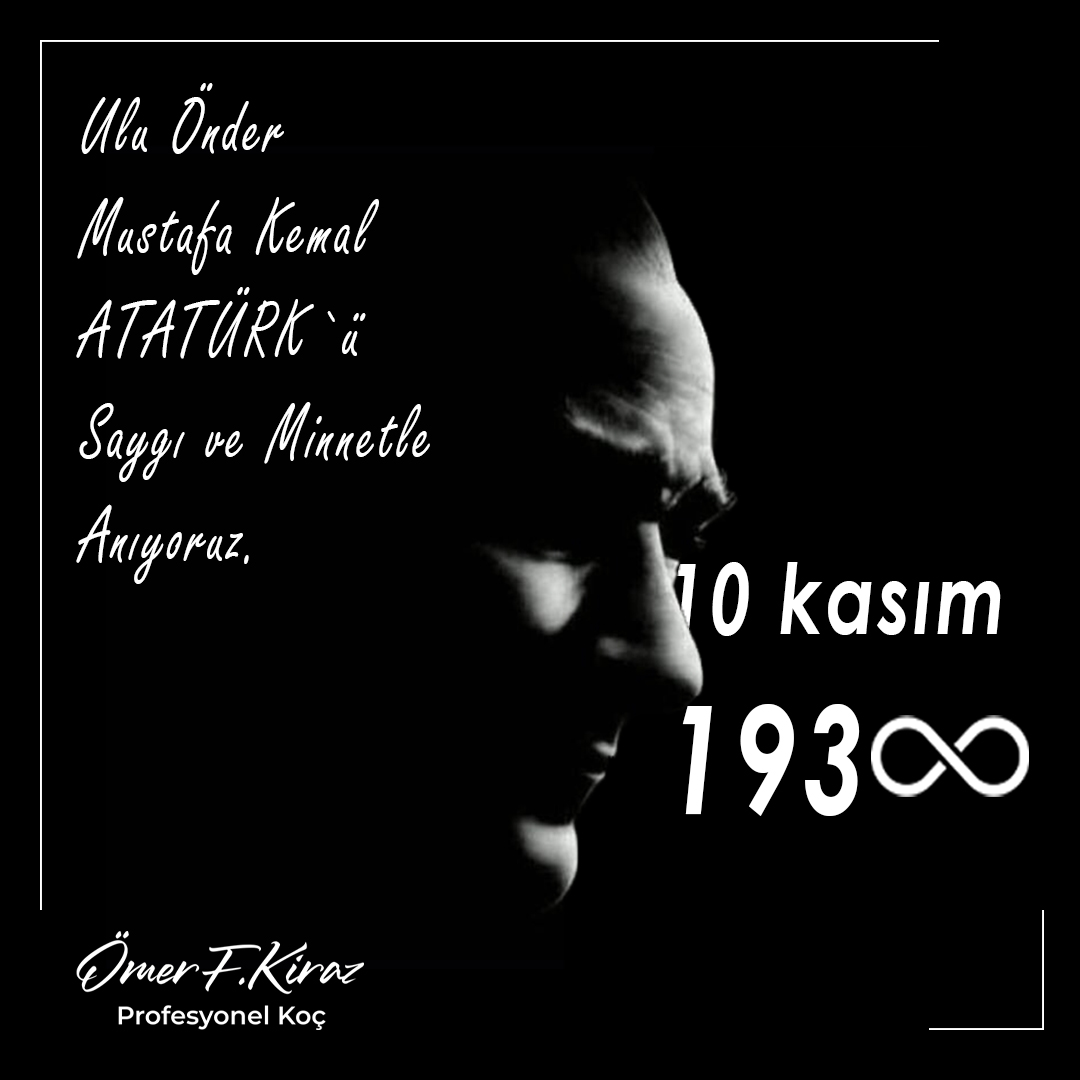 Ulu Önder
Mustafa Kemal
ATATÜRK`ü
Saygı ve Minnetle
Anıyoruz.
10 kasım
193∞
Ömer F.Kiraz
Profesyonel Koç